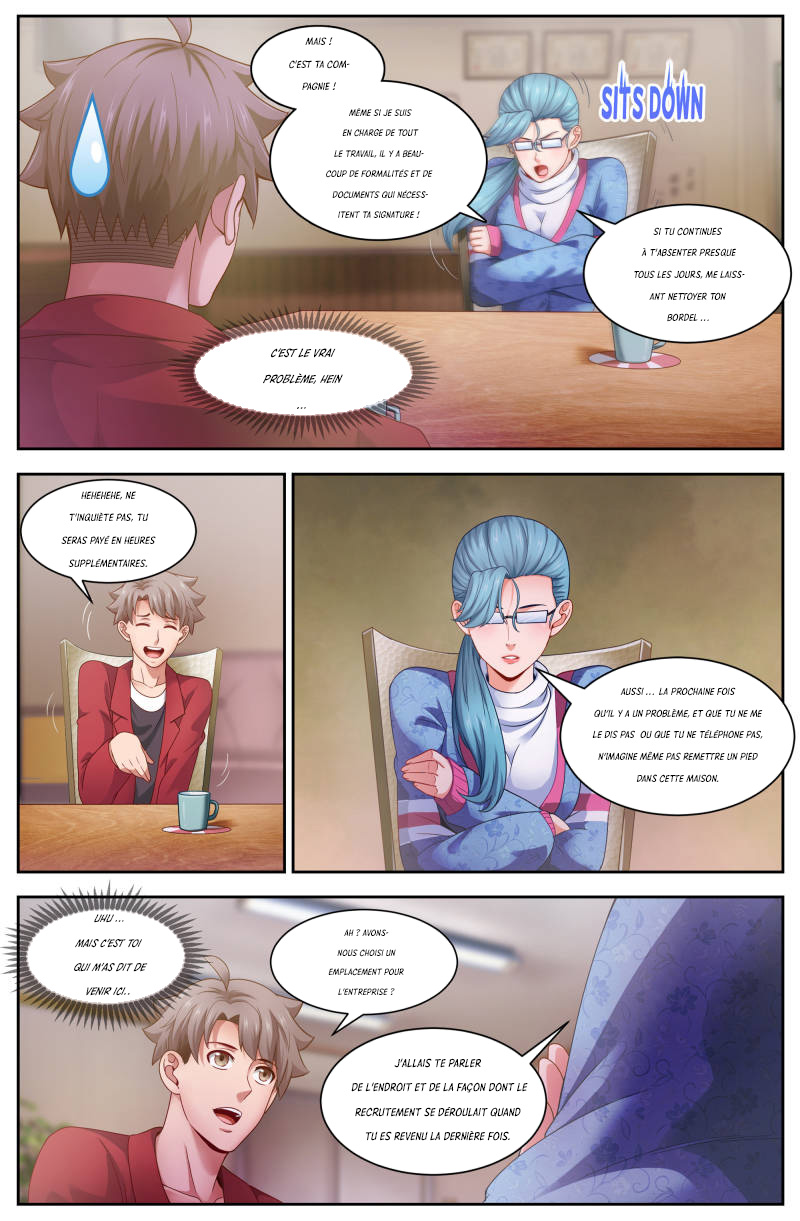 MAIS !
C'EST TA COM-
PAGNIE !
MÊME SI JE SUIS
EN CHARGE DE TOUT
LE TRAVAIL, IL Y A BEAU-
COUP DE FORMALITÉS ET DE
DOCUMENTS QUI NÉCESS-
ITENT TA SIGNATURE !
SITS DOWN
SI TU CONTINUES
À T'ABSENTER PRESQUE
TOUS LES JOURS, ME LAISS-
ANT NETTOYER TON
BORDEL ...
C'EST LE VRAI
PROBLÈME, HEIN
...
HEHEHEHE, NE
T'INQUIÈTE PAS, TU
SERAS PAYÉ EN HEURES
SUPPLÉMENTAIRES.
AUSSI ... LA PROCHAINE FOIS
QU'IL Y A UN PROBLÈME, ET QUE TU NE ME
LE DIS PAS OU QUE TU NE TÉLÉPHONE PAS,
N'IMAGINE MÊME PAS REMETTRE UN PIED
DANS CETTE MAISON.
UHU ...
MAIS C'EST TOI
QUI M'AS DIT DE
VENIR ICI..
AH ? AVONS-
NOUS CHOISI UN
EMPLACEMENT POUR
L'ENTREPRISE ?
J'ALLAIS TE PARLER
DE L'ENDROIT ET DE LA FAÇON DONT LE
RECRUTEMENT SE DÉROULAIT QUAND
TU ES REVENU LA DERNIÈRE FOIS.